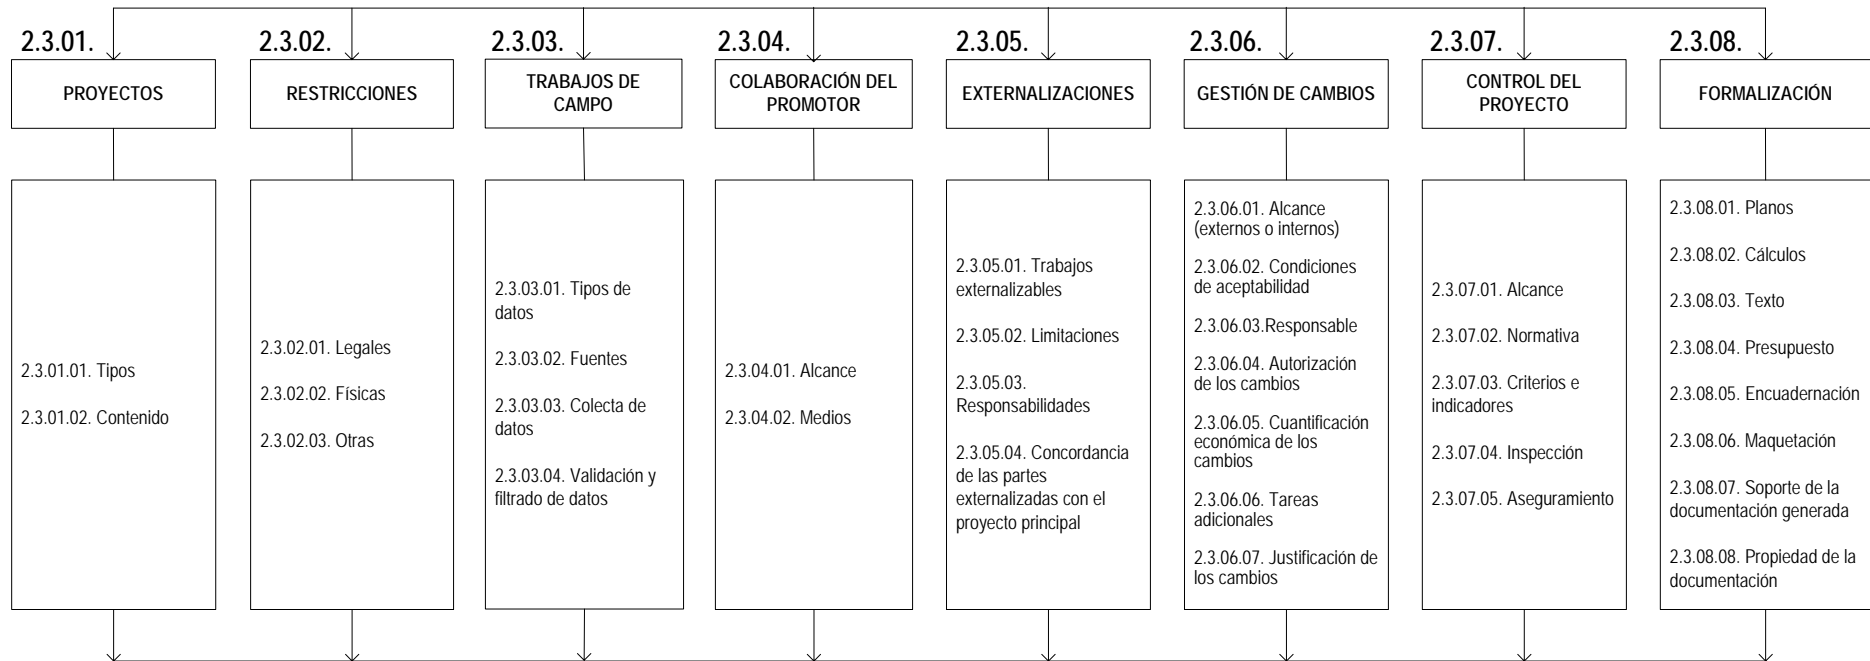 2.3.01.
PROYECTOS
2.3.01.01. Tipos
2.3.01.02. Contenido
2.3.02.
RESTRICCIONES
2.3.02.01. Legales
2.3.02.02. Físicas
2.3.02.03. Otras
2.3.03.
TRABAJOS DE
CAMPO
2.3.03.01. Tipos de
datos
2.3.03.02. Fuentes
2.3.03.03. Colecta de
datos
2.3.03.04. Validación y
filtrado de datos
2.3.04.
COLABORACIÓN DEL
PROMOTOR
2.3.04.01. Alcance
2.3.04.02. Medios
2.3.05.
EXTERNALIZACIONES
2.3.05.01. Trabajos
externalizables
2.3.05.02. Limitaciones
2.3.05.03.
Responsabilidades
2.3.05.04. Concordancia
de las partes
externalizadas con el
proyecto principal
2.3.06.
GESTIÓN DE CAMBIOS
2.3.06.01. Alcance
(externos o internos)
2.3.06.02. Condiciones
de aceptabilidad
2.3.06.03.Responsable
2.3.06.04. Autorización
de los cambios
2.3.06.05. Cuantificación
económica de los
cambios
2.3.06.06. Tareas
adicionales
2.3.06.07. Justificación de
los cambios
2.3.07.
CONTROL DEL
PROYECTO
2.3.07.01. Alcance
2.3.07.02. Normativa
2.3.07.03. Criterios e
indicadores
2.3.07.04. Inspección
2.3.07.05. Aseguramiento
2.3.08.
FORMALIZACIÓN
2.3.08.01. Planos
2.3.08.02. Cálculos
2.3.08.03. Texto
2.3.08.04. Presupuesto
2.3.08.05. Encuadernación
2.3.08.06. Maquetación
2.3.08.07. Soporte de la
documentación generada
2.3.08.08. Propiedad de la
documentación